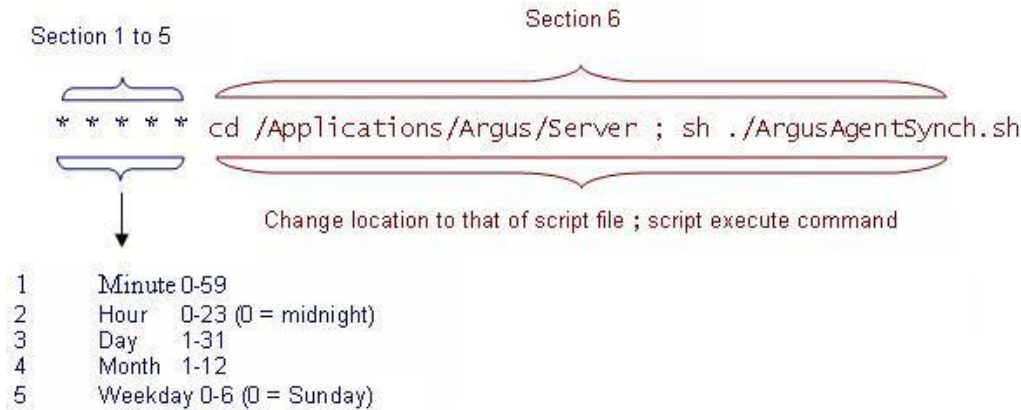 Section 6
Section 1 to 5
* * * * * cd /Applications/Argus/Server ; sh ./ArgusAgentSynch.sh
Change location to that of script file ; script execute command
1 Minute 0-59
2 Hour 0-23 (0 = midnight)
3 Day 1-31
4 Month 1-12
5 Weekday 0-6 (0 = Sunday)